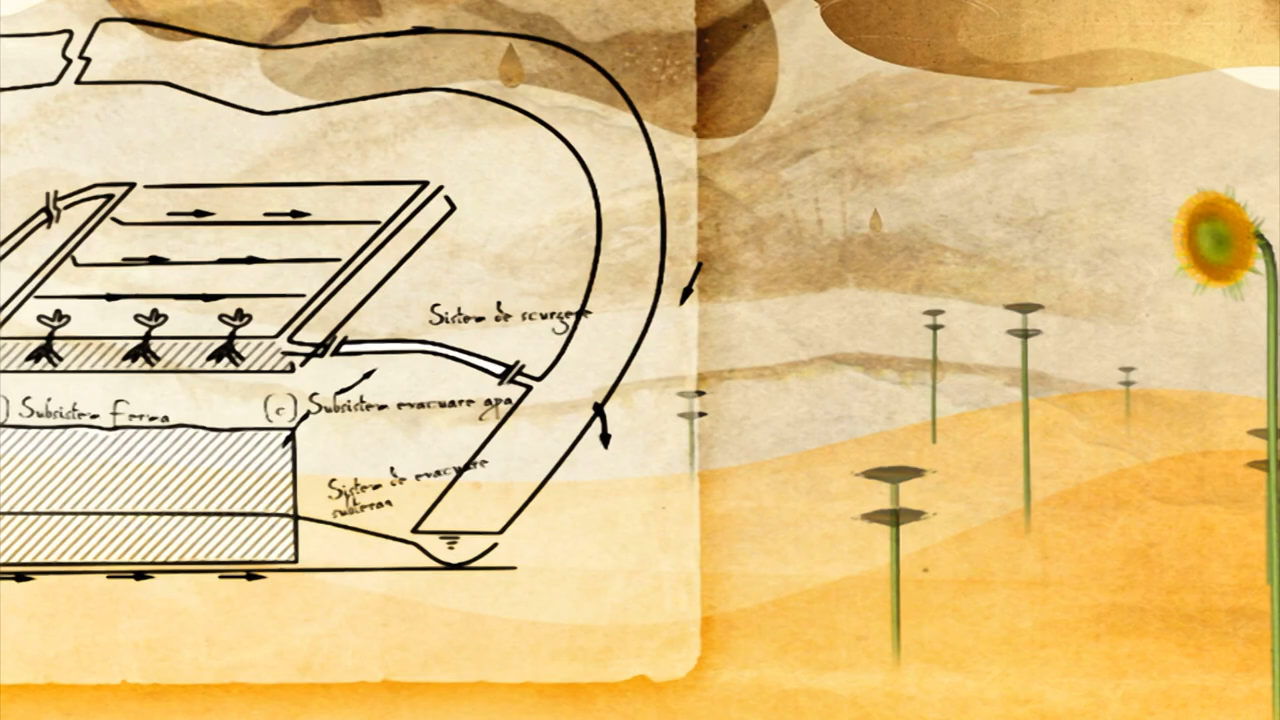 Sistem de scurgere
) Subsistem ferma
(c) Subsistem evacuare apa
Sistem de evacuare
subteran